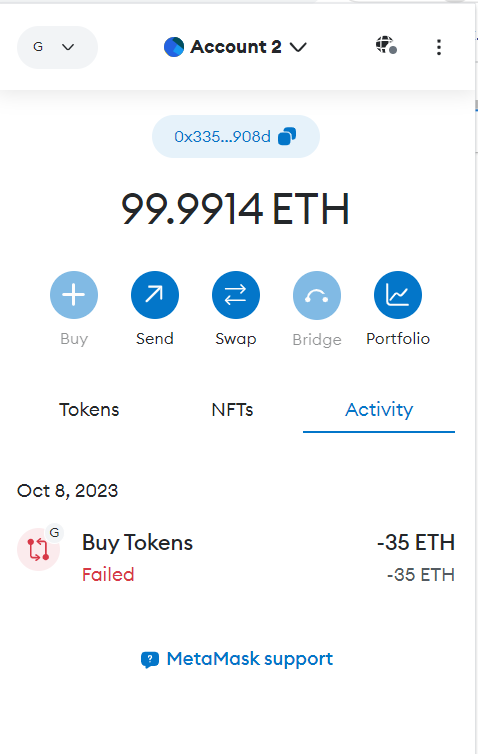 G Account 2
0x335...908d
99.9914 ETH
Buy Send Swap Bridge Portfolio
Tokens NFTs Activity
Oct 8, 2023
G
Buy Tokens -35 ETH
Failed -35 ETH
MetaMask support